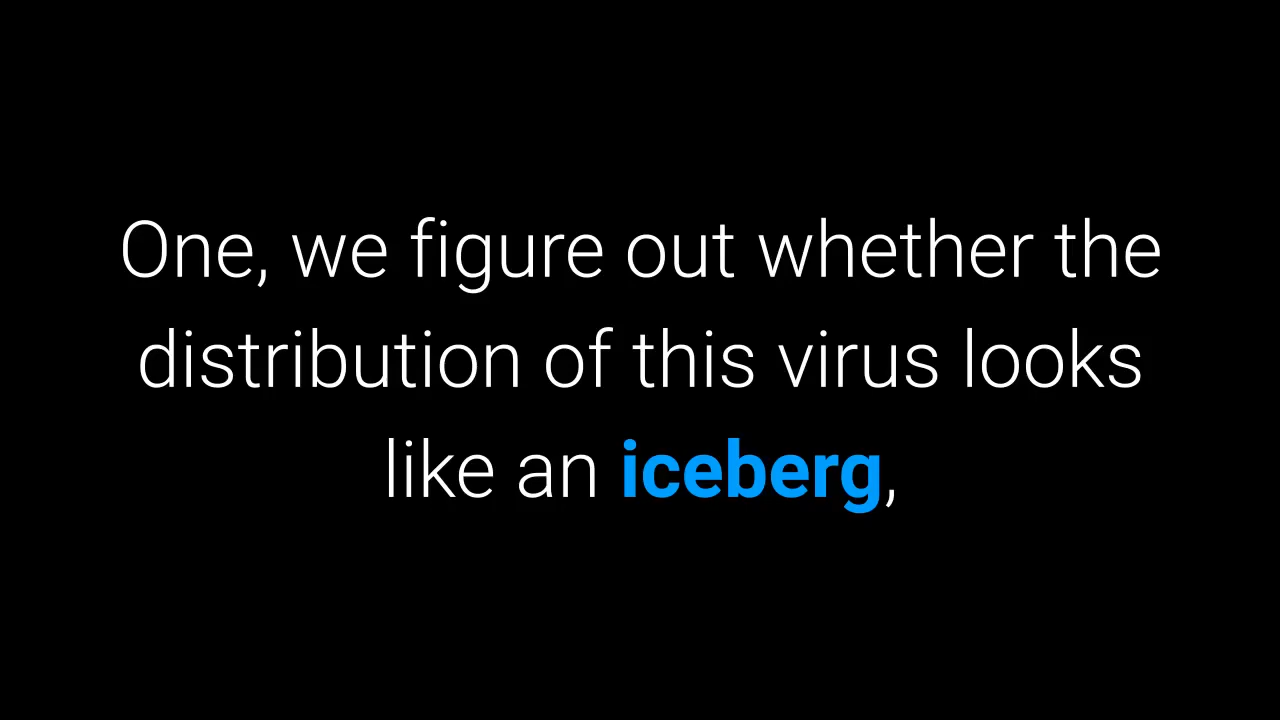 One, we figure out whether the
distribution of this virus looks
like an iceberg,